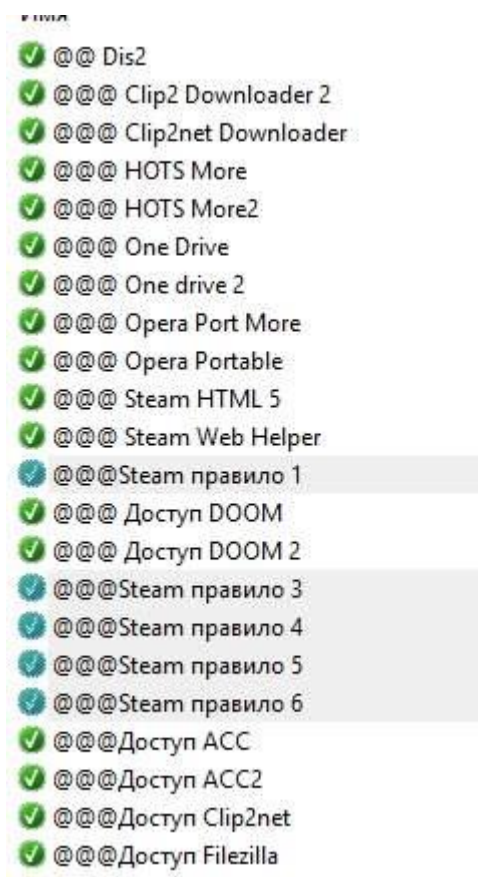 Имя
@@ Dis2
@@@ Clip2 Downloader 2
@@@ Clip2net Downloader
@@@ HOTS More
@@@ HOTS More2
@@@ One Drive
@@@ One drive 2
@@@ Opera Port More
@@@ Opera Portable
@@@ Steam HTML 5
@@@ Steam Web Helper
@@@Steam правило 1
@@@ Доступ DOOM
@@@ Доступ DOOM 2
@@@Steam правило 3
@@@Steam правило 4
@@@Steam правило 5
@@@Steam правило 6
@@@Доступ ACC
@@@Доступ ACC2
@@@Доступ Clip2net
@@@Доступ Filezilla